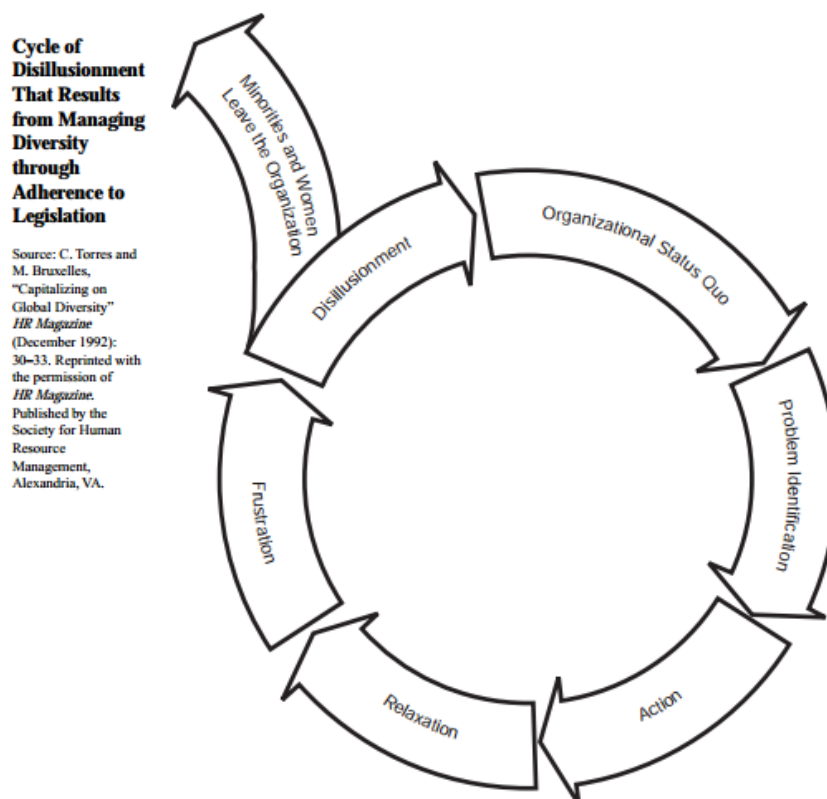 Cycle of
Disillusionment
That Results
from Managing
Diversity
through
Adherence to
Legislation
Source: C. Torres and
M. Bruxelles,
“Capitalizing on
Global Diversity”
HR Magazine
(December 1992):
30–33. Reprinted with
the permission of
HR Magazine.
Published by the
Society for Human
Resource
Management,
Alexandria, VA.
Minorities and Women
Leave the Organization
Disillusionment
Organizational Status Quo
Problem Identification
Action
Relaxation
Frustration